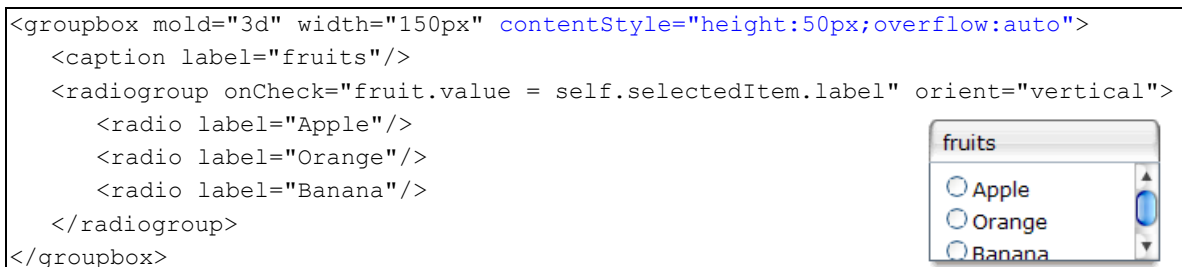 <groupbox mold="3d" width="150px" contentStyle="height:50px;overflow:auto">
<caption label="fruits"/>
<radiogroup onCheck="fruit.value = self.selectedItem.label" orient="vertical">
<radio label="Apple"/>
<radio label="Orange"/>
<radio label="Banana"/>
</radiogroup>
</groupbox>
fruits
Apple
Orange
Banana